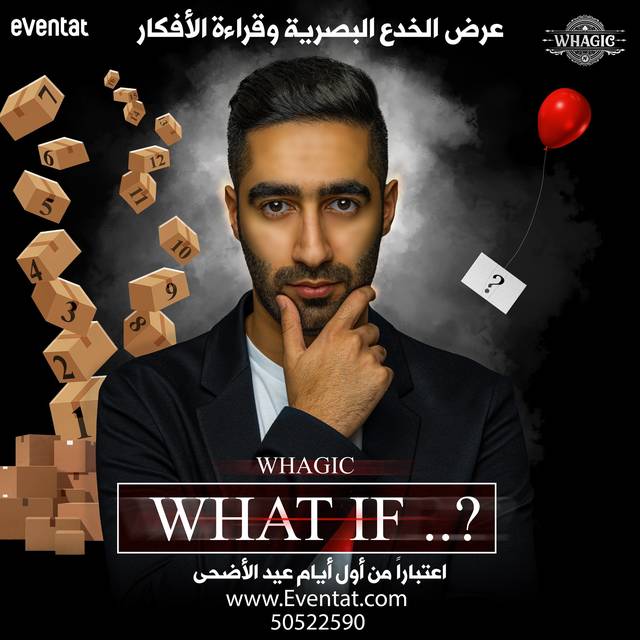 eventat
عرض الخدع البصرية وقراءة الأفكار
WHAGIC
7
6
5
4
3
2
1
12
11
10
9
8
?
WHAGIC
WHAT IF ..?
اعتباراً من أول أيام عيد الأضحى
www.Eventat.com
50522590